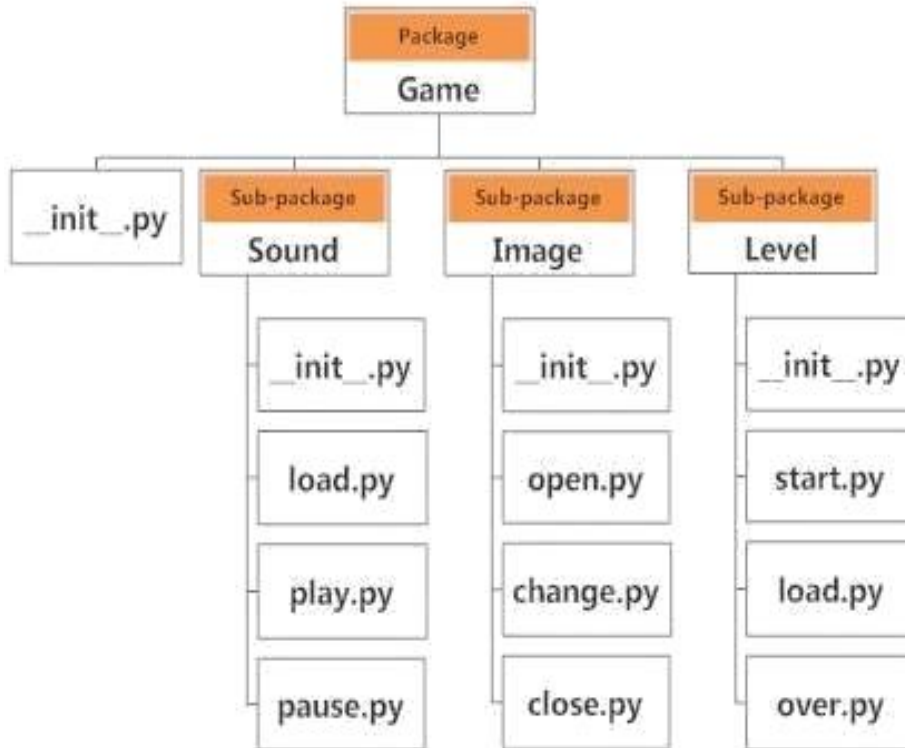 Package
Game
__init__.py
Sub-package
Sound
Sub-package
Image
Sub-package
Level
__init__.py
load.py
play.py
pause.py
__init__.py
open.py
change.py
close.py
__init__.py
start.py
load.py
over.py